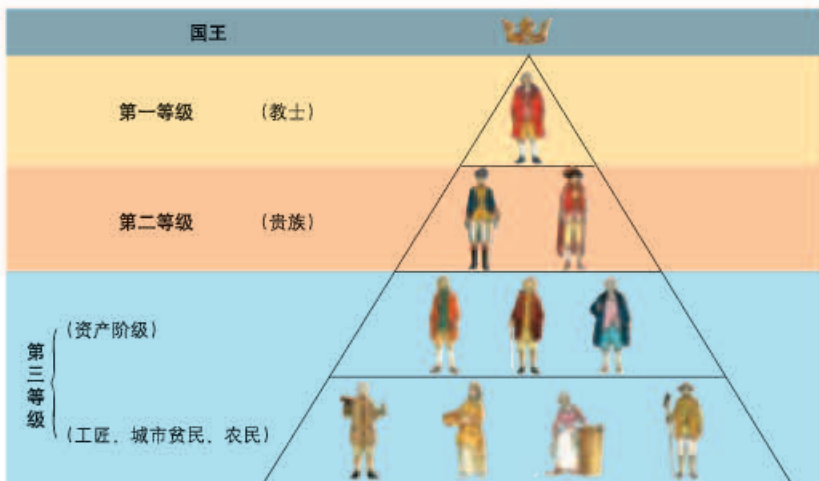 国王
第一等级 (教士)
第二等级 (贵族)
第三等级
(资产阶级)
(工匠、城市贫民、农民)